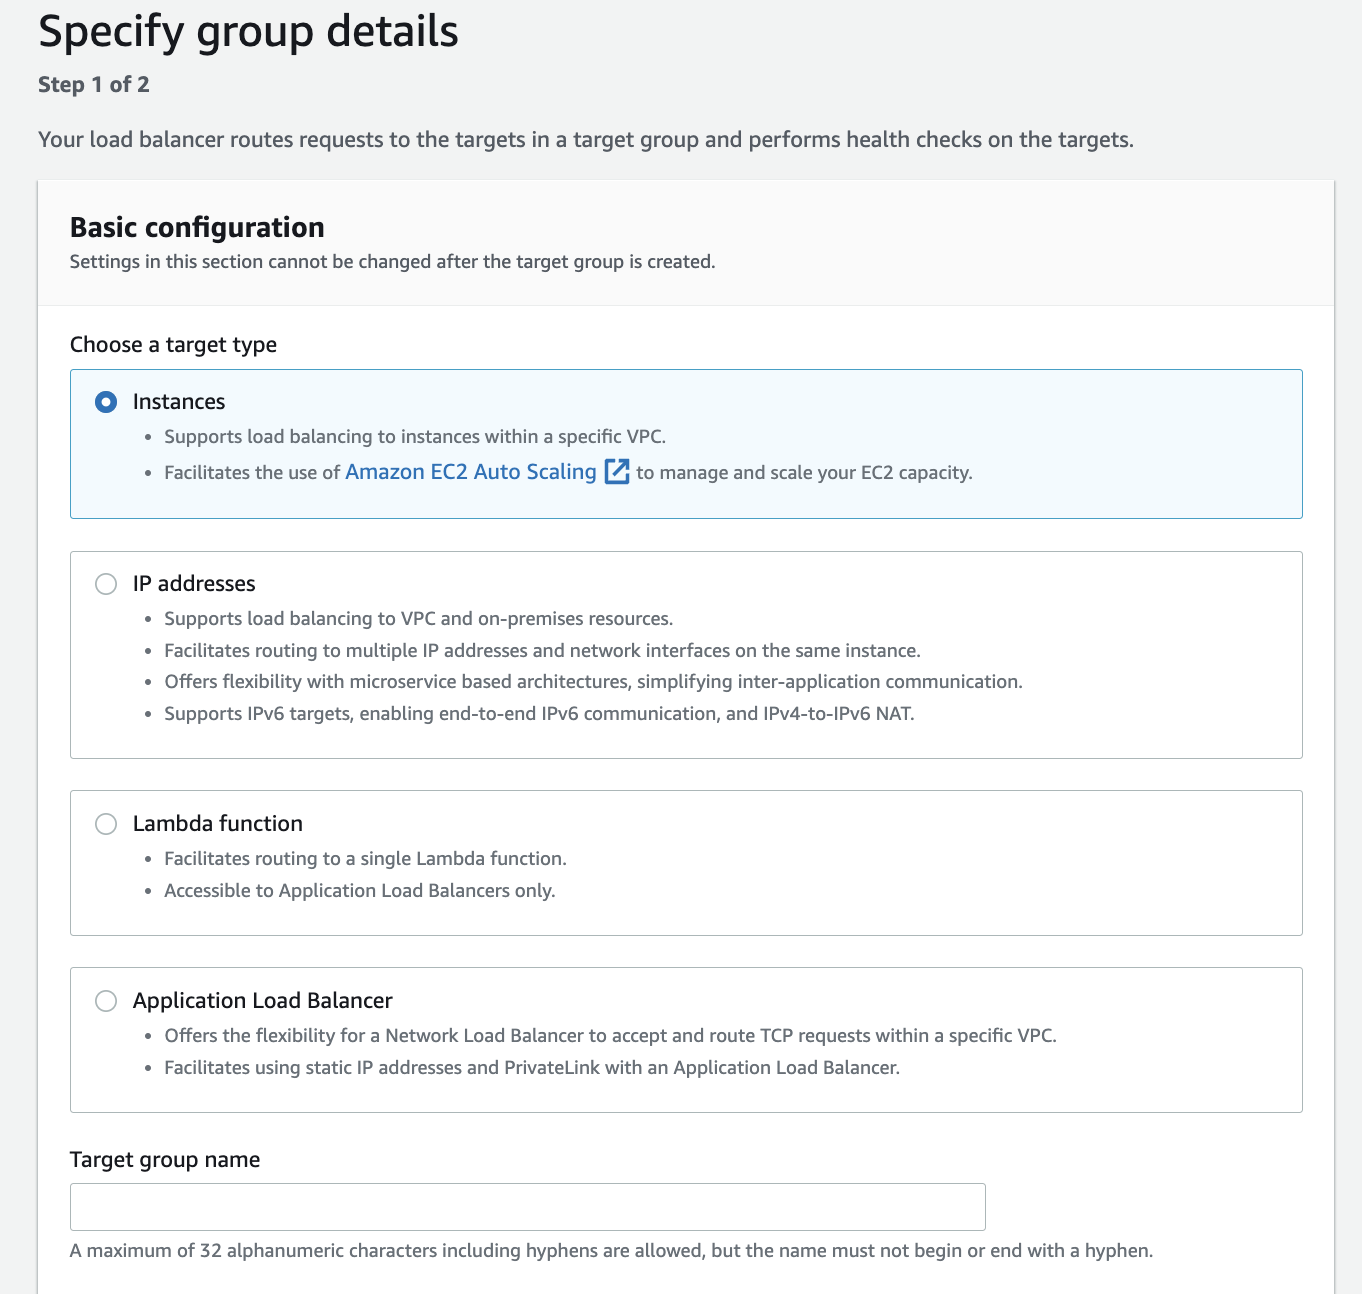 Specify group details
Step 1 of 2
Your load balancer routes requests to the targets in a target group and performs health checks on the targets.
Basic configuration
Settings in this section cannot be changed after the target group is created.
Choose a target type
Instances
• Supports load balancing to instances within a specific VPC.
• Facilitates the use of Amazon EC2 Auto Scaling to manage and scale your EC2 capacity.
IP addresses
• Supports load balancing to VPC and on-premises resources.
• Facilitates routing to multiple IP addresses and network interfaces on the same instance.
• Offers flexibility with microservice based architectures, simplifying inter-application communication.
• Supports IPv6 targets, enabling end-to-end IPv6 communication, and IPv4-to-IPv6 NAT.
Lambda function
• Facilitates routing to a single Lambda function.
• Accessible to Application Load Balancers only.
Application Load Balancer
• Offers the flexibility for a Network Load Balancer to accept and route TCP requests within a specific VPC.
• Facilitates using static IP addresses and PrivateLink with an Application Load Balancer.
Target group name
A maximum of 32 alphanumeric characters including hyphens are allowed, but the name must not begin or end with a hyphen.